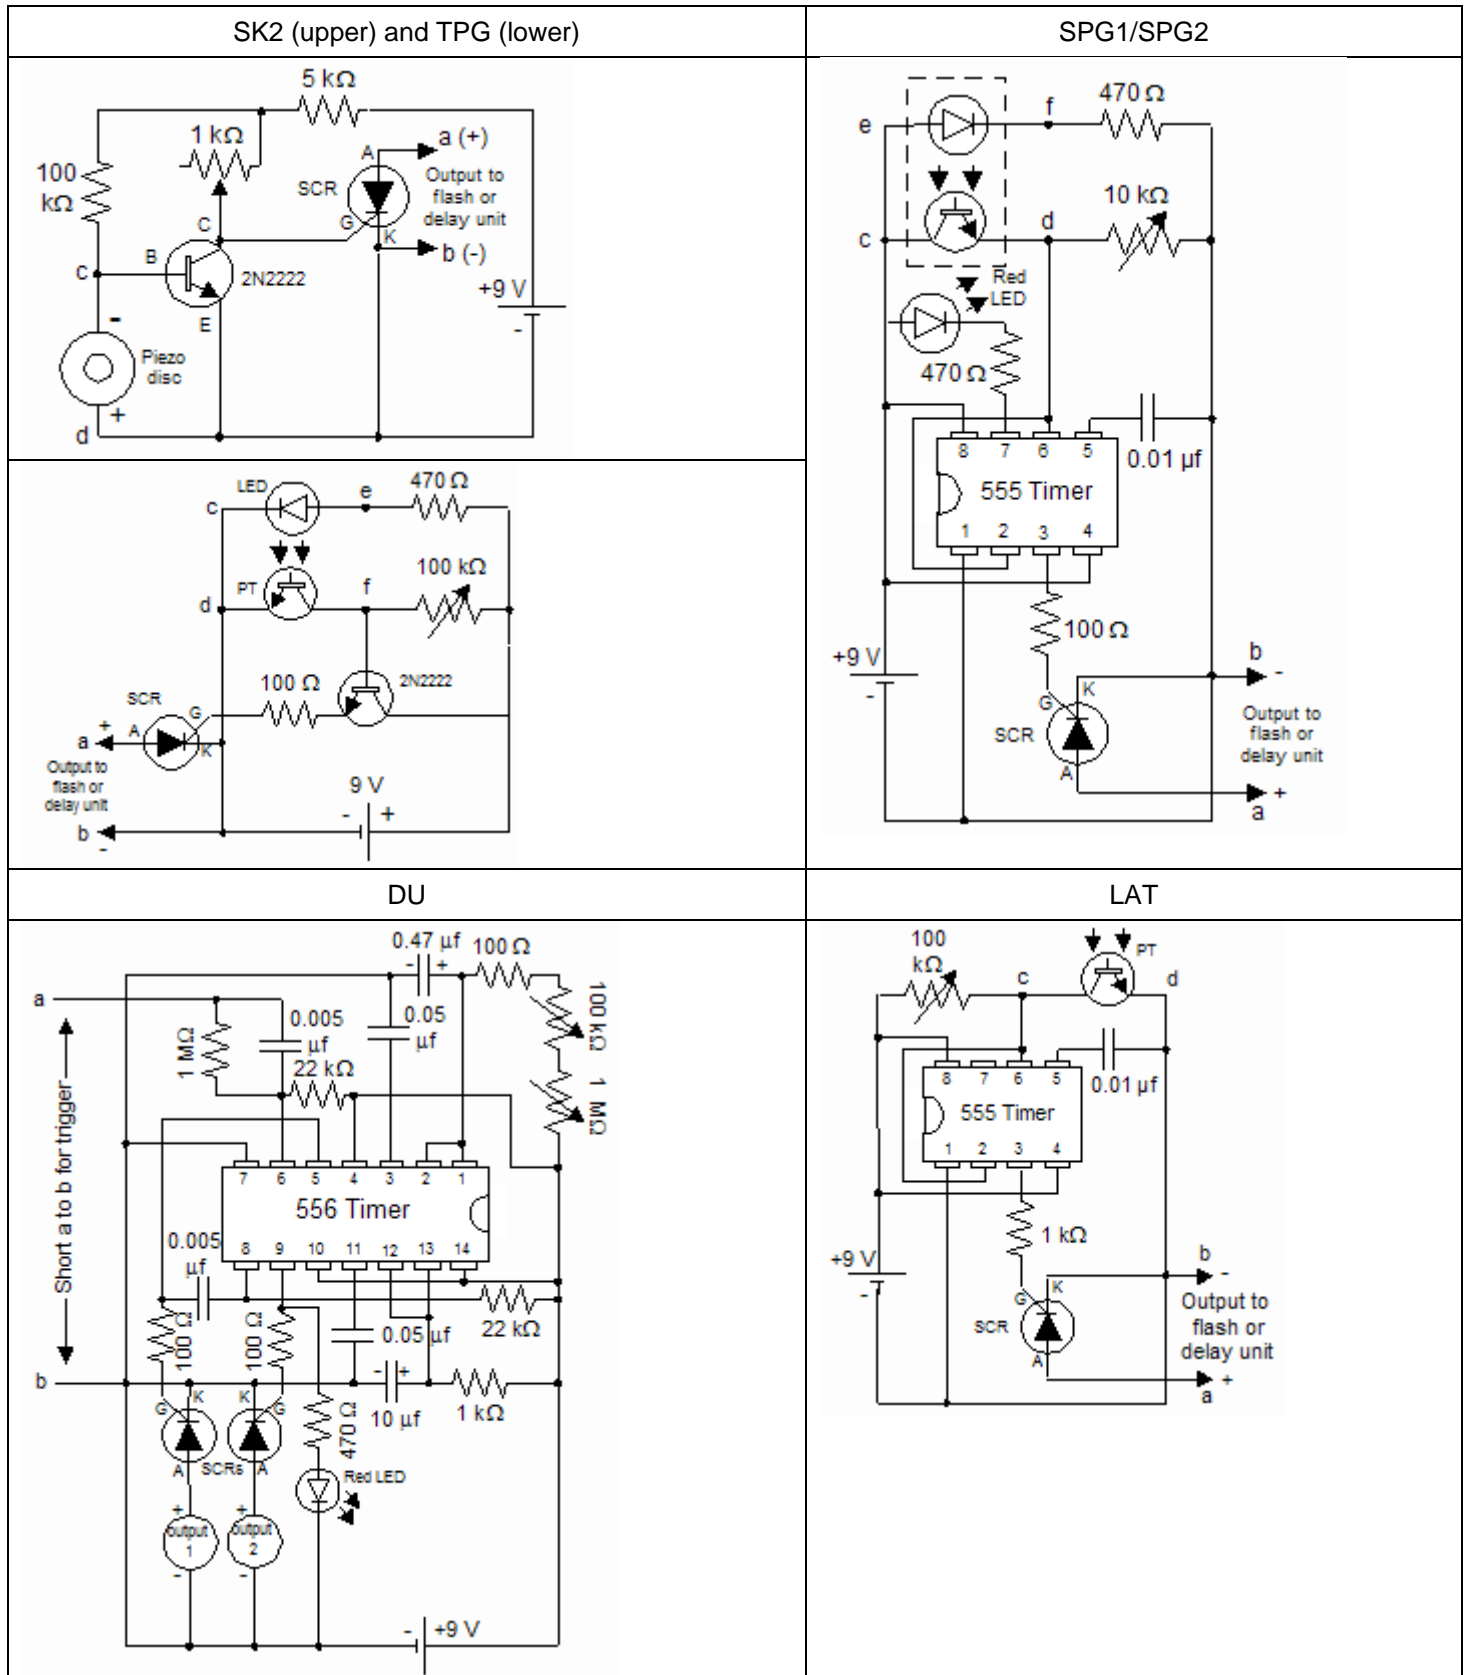 SK2 (upper) and TPG (lower)
SPG1/SPG2
5 kΩ
1 kΩ
100
kΩ
A
a (+)
SCR
Output to
flash or
delay unit
G
K
b (-)
C
B
c
2N2222
E
+9 V
-
-
Piezo
disc
+
d
LED
470 Ω
c
e
PT
100 kΩ
f
d
2N2222
100 Ω
SCR
G
+
a
A
K
Output to
flash or
delay unit
9 V
- +
b
-
e
f
470 Ω
10 kΩ
c
d
Red
LED
470 Ω
8 7 6 5
0.01 µf
555 Timer
1 2 3 4
100 Ω
+9 V
-
b
-
K
G
Output to
flash or
delay unit
SCR
A
+
a
DU
LAT
0.47 µf
100 Ω
- +
a
100 kΩ
0.005
µf
0.05
µf
1 MΩ
22 kΩ
1 MΩ
Short a to b for trigger
7 6 5 4 3 2 1
556 Timer
8 9 10 11 12 13 14
0.005
µf
22 kΩ
100 Ω
100 Ω
0.05 µf
b
- +
10 µf
1 kΩ
K K
G G
470 Ω
A SCRs A
Red LED
+ +
output
1
output
2
- -
- +9 V
100
kΩ
PT
c
d
8 7 6 5
0.01 µf
555 Timer
1 2 3 4
1 kΩ
+9 V
-
b
-
K
G
Output to
flash or
delay unit
SCR
A
+
a